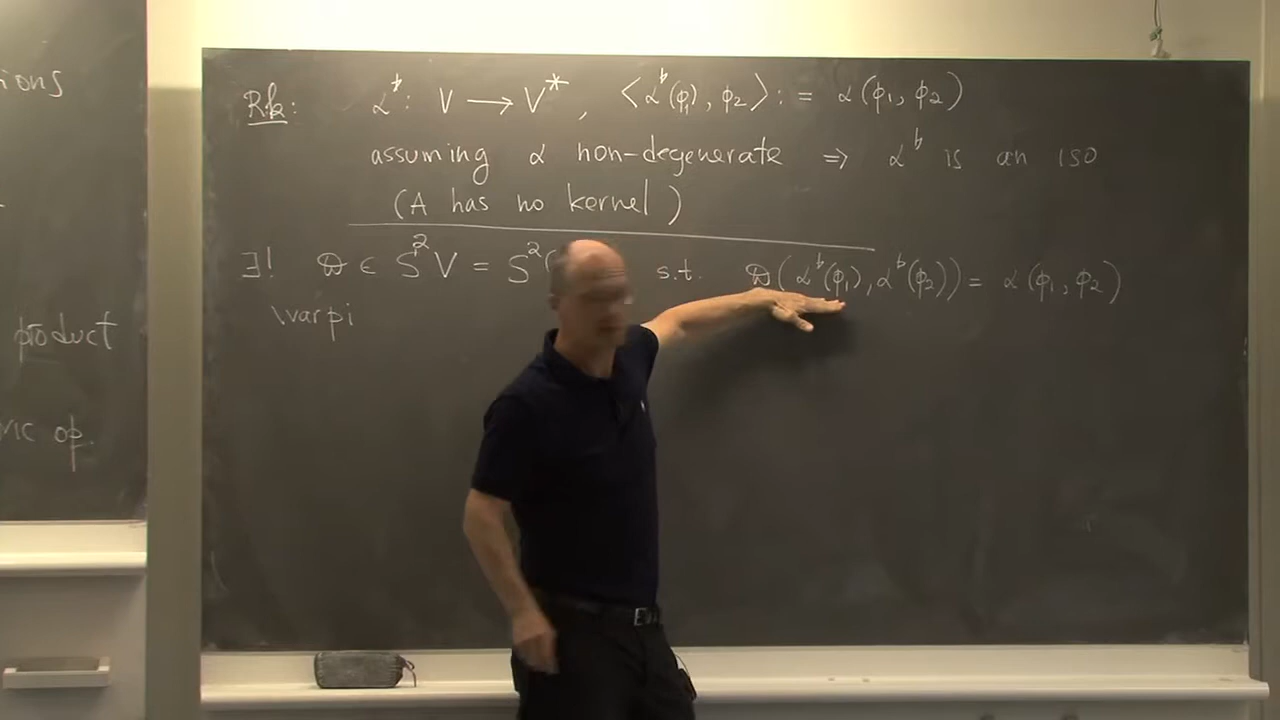 ions
product
op.
Rk: α^♭: V → V*, ⟨α^♭(ϕ₁), ϕ₂⟩ := α(ϕ₁, ϕ₂)
assuming α non-degenerate ⇒ α^♭ is an iso
(A has no kernel)
∃! ϖ ∈ S²V = S²( s.t. ϖ(α^♭(ϕ₁), α^♭(ϕ₂)) = α(ϕ₁, ϕ₂)
\varpi